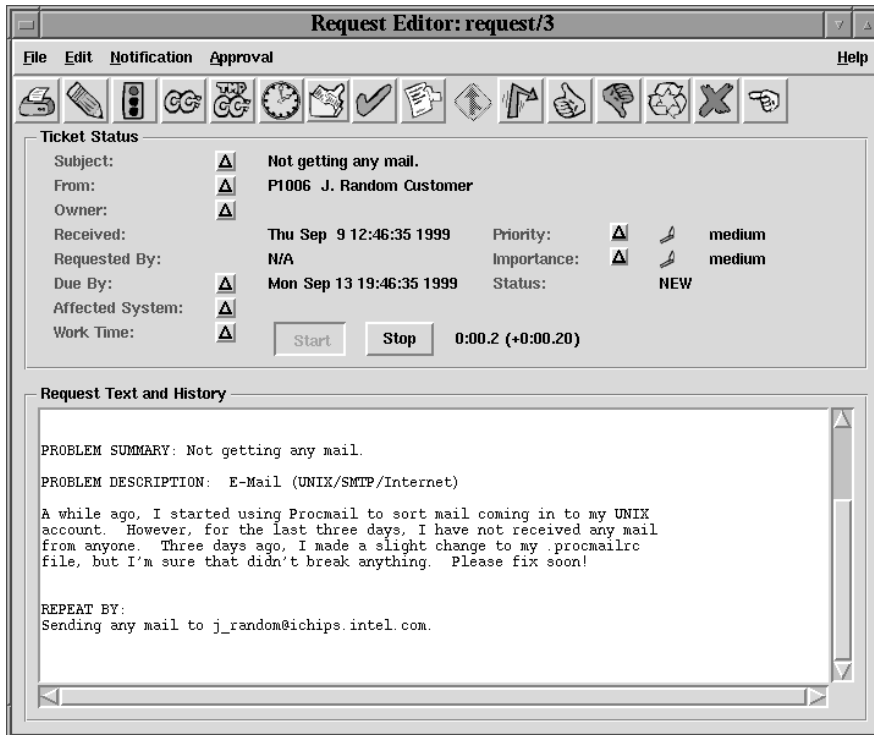 Request Editor: request/3
File Edit Notification Approval Help
CC: TMP CC:
Ticket Status
Subject: Not getting any mail.
From: P1006 J. Random Customer
Owner:
Received: Thu Sep 9 12:46:35 1999 Priority: medium
Requested By: N/A Importance: medium
Due By: Mon Sep 13 19:46:35 1999 Status: NEW
Affected System:
Work Time: Start Stop 0:00.2 (+0:00.20)
Request Text and History
PROBLEM SUMMARY: Not getting any mail.
PROBLEM DESCRIPTION: E-Mail (UNIX/SMTP/Internet)
A while ago, I started using Procmail to sort mail coming in to my UNIX
account. However, for the last three days, I have not received any mail
from anyone. Three days ago, I made a slight change to my .procmailrc
file, but I'm sure that didn't break anything. Please fix soon!
REPEAT BY:
Sending any mail to j_random@ichips.intel.com.